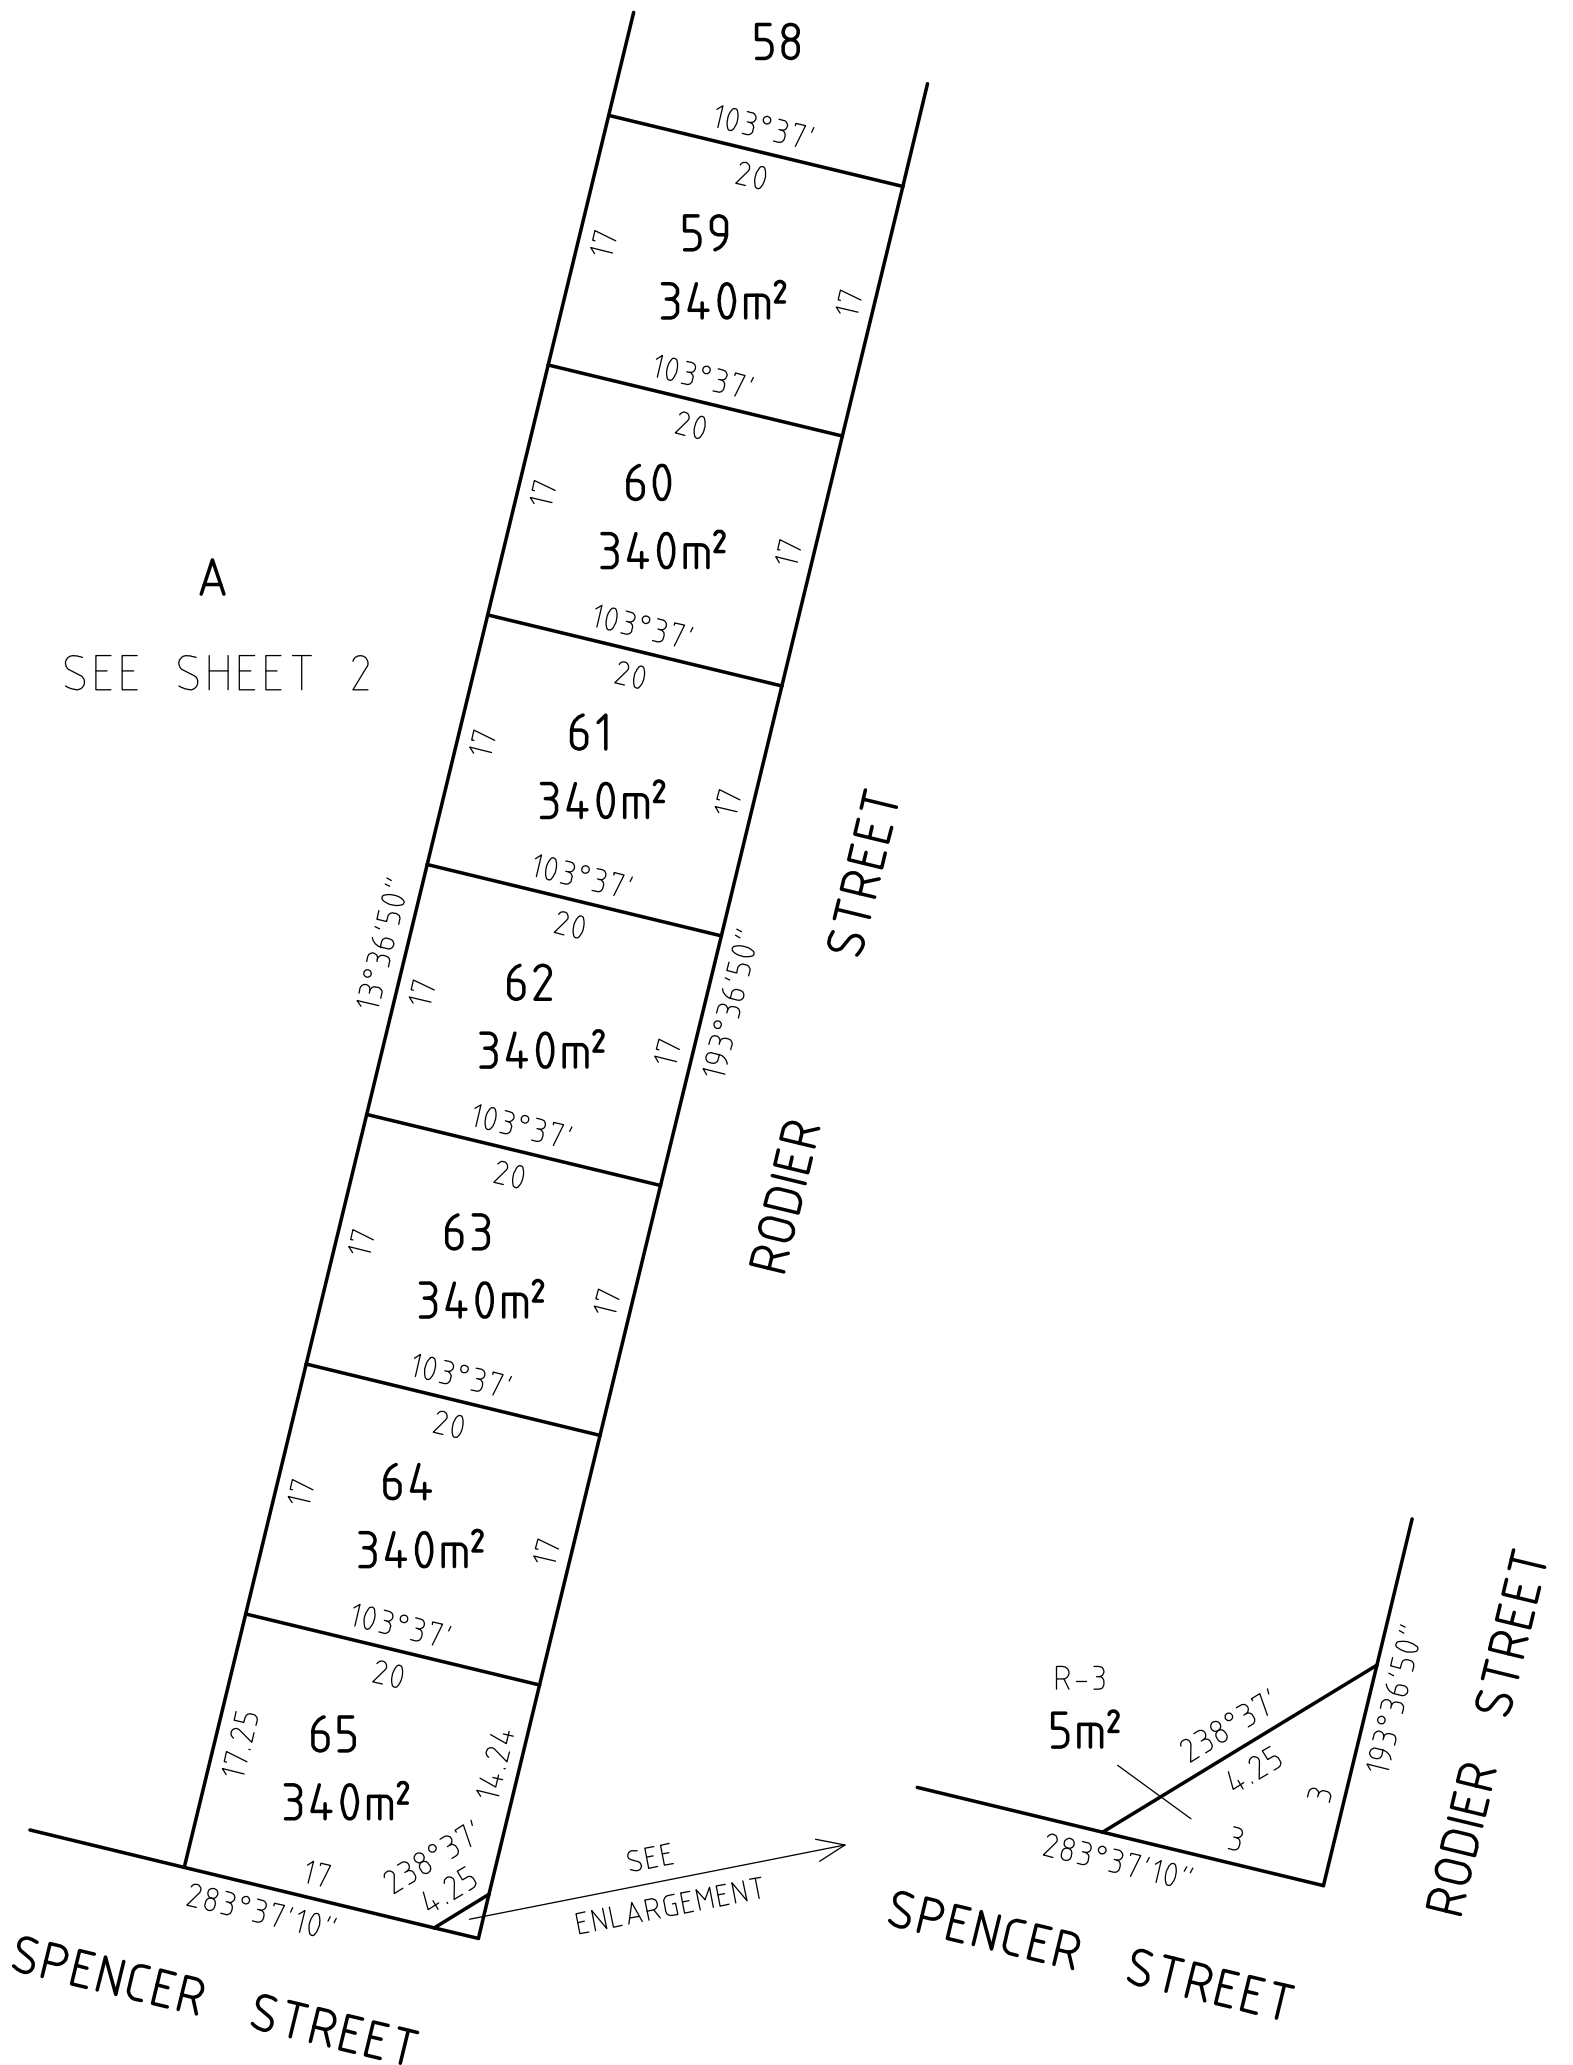 58
103°37'
20
17
59
340m²
17
103°37'
20
17
60
340m²
17
A
SEE SHEET 2
103°37'
20
17
61
340m²
17
STREET
RODIER
103°37'
20
13°36'50"
17
62
340m²
17
193°36'50"
103°37'
20
17
63
340m²
17
103°37'
20
17
64
340m²
17
103°37'
20
17.25
65
340m²
14.24
238°37'
4.25
17
283°37'10"
SPENCER STREET
SEE
ENLARGEMENT
R-3
5m²
238°37'
4.25
3
3
193°36'50"
283°37'10"
RODIER STREET
SPENCER STREET